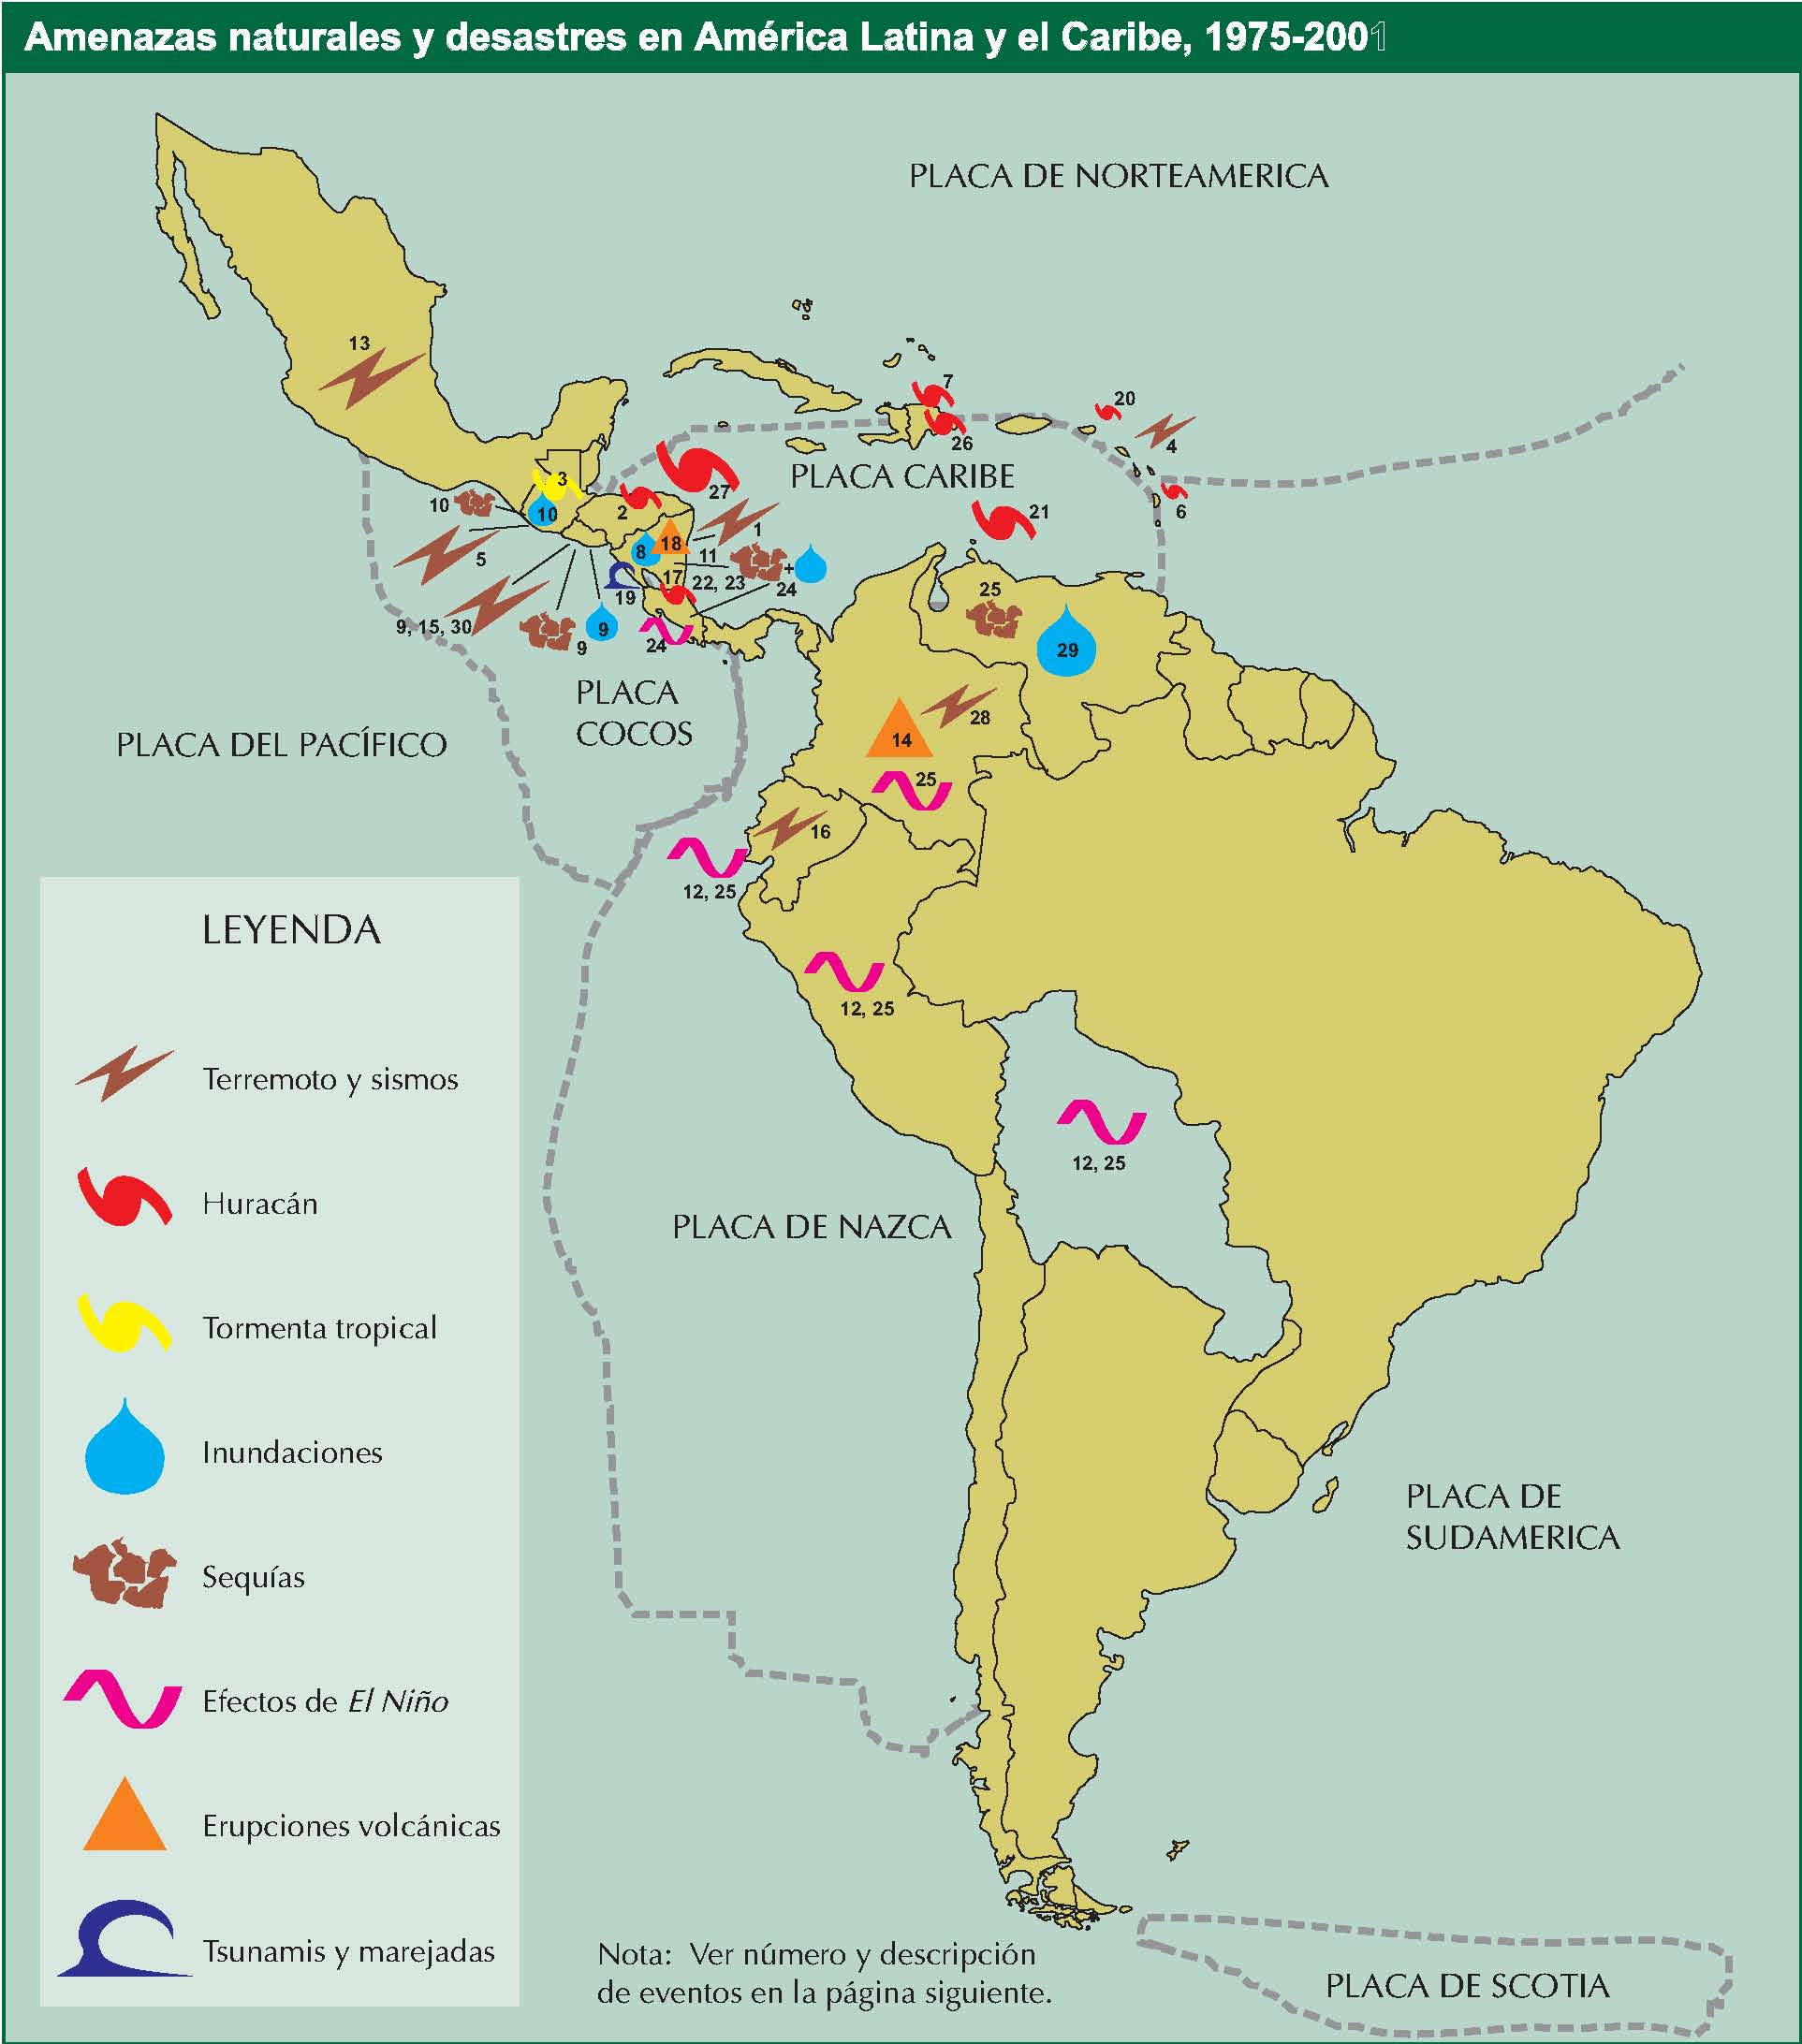 Amenazas naturales y desastres en América Latina y el Caribe, 1975-2001
PLACA DE NORTEAMERICA
13
7
20
4
26
3
PLACA CARIBE
27
10
10
2
21
6
1
5
8
18
11
+
17
22, 23
24
19
25
9, 15, 30
9
9
24
29
PLACA
COCOS
28
PLACA DEL PACÍFICO
14
25
16
12, 25
12, 25
12, 25
PLACA DE NAZCA
PLACA DE
SUDAMERICA
LEYENDA
Terremoto y sismos
Huracán
Tormenta tropical
Inundaciones
Sequías
Efectos de El Niño
Erupciones volcánicas
Tsunamis y marejadas
Nota: Ver número y descripción
de eventos en la página siguiente.
PLACA DE SCOTIA